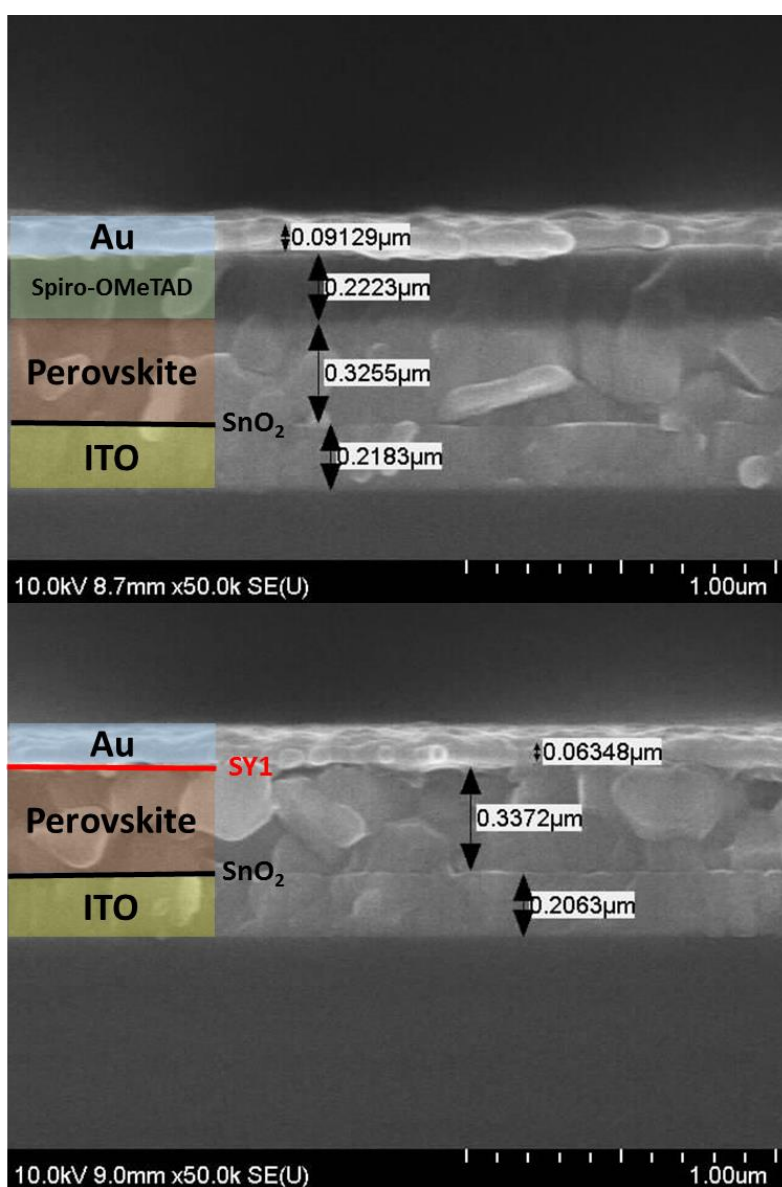 Au
0.09129µm
Spiro-OMeTAD
0.2223µm
Perovskite
0.3255µm
SnO₂
ITO
0.2183µm
10.0kV 8.7mm x50.0k SE(U)
1.00um
Au
0.06348µm
SY1
Perovskite
0.3372µm
SnO₂
ITO
0.2063µm
10.0kV 9.0mm x50.0k SE(U)
1.00um